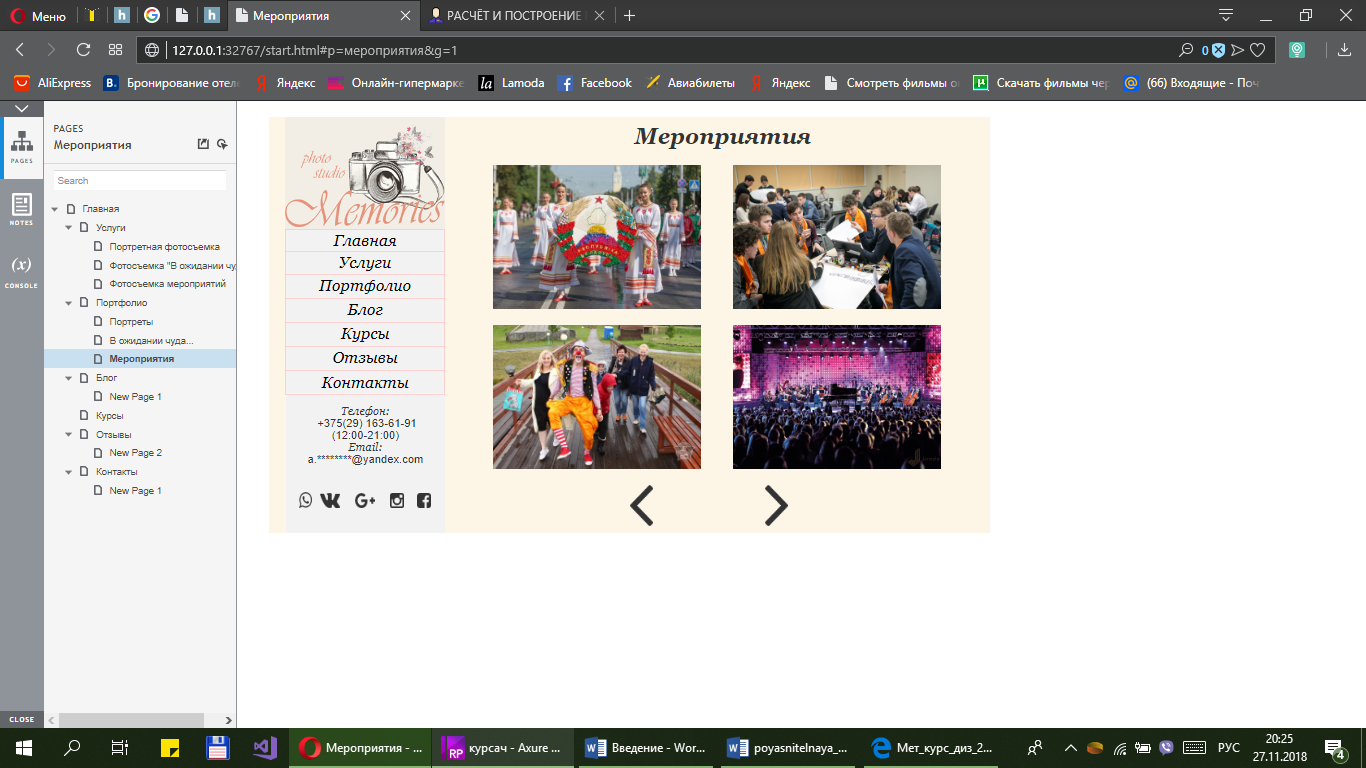 Меню
Мероприятия
РАСЧЁТ И ПОСТРОЕНИЕ
127.0.0.1:32767/start.html#p=мероприятия&g=1
0
AliExpress
B. Бронирование отеле
Яндекс
Онлайн-гипермарке
la Lamoda
Facebook
Авиабилеты
Яндекс
Смотреть фильмы о
Скачать фильмы чер
(66) Входящие - Поч
PAGES
NOTES
(x)
CONSOLE
CLOSE
PAGES
Мероприятия
Search
Главная
Услуги
Портретная фотосъемка
Фотосъемка "В ожидании чу
Фотосъемка мероприятий
Портфолио
Портреты
В ожидании чуда...
Мероприятия
Блог
New Page 1
Курсы
Отзывы
New Page 2
Контакты
New Page 1
photo
studio
Memories
Главная
Услуги
Портфолио
Блог
Курсы
Отзывы
Контакты
Телефон:
+375(29) 163-61-91
(12:00-21:00)
Email:
a.********@yandex.com
Мероприятия
Мероприятия - ...
RP курсач - Axure ...
Введение - Wor...
poyasnitelnaya_...
Мет_курс_диз_2...
РУС
20:25
27.11.2018
4